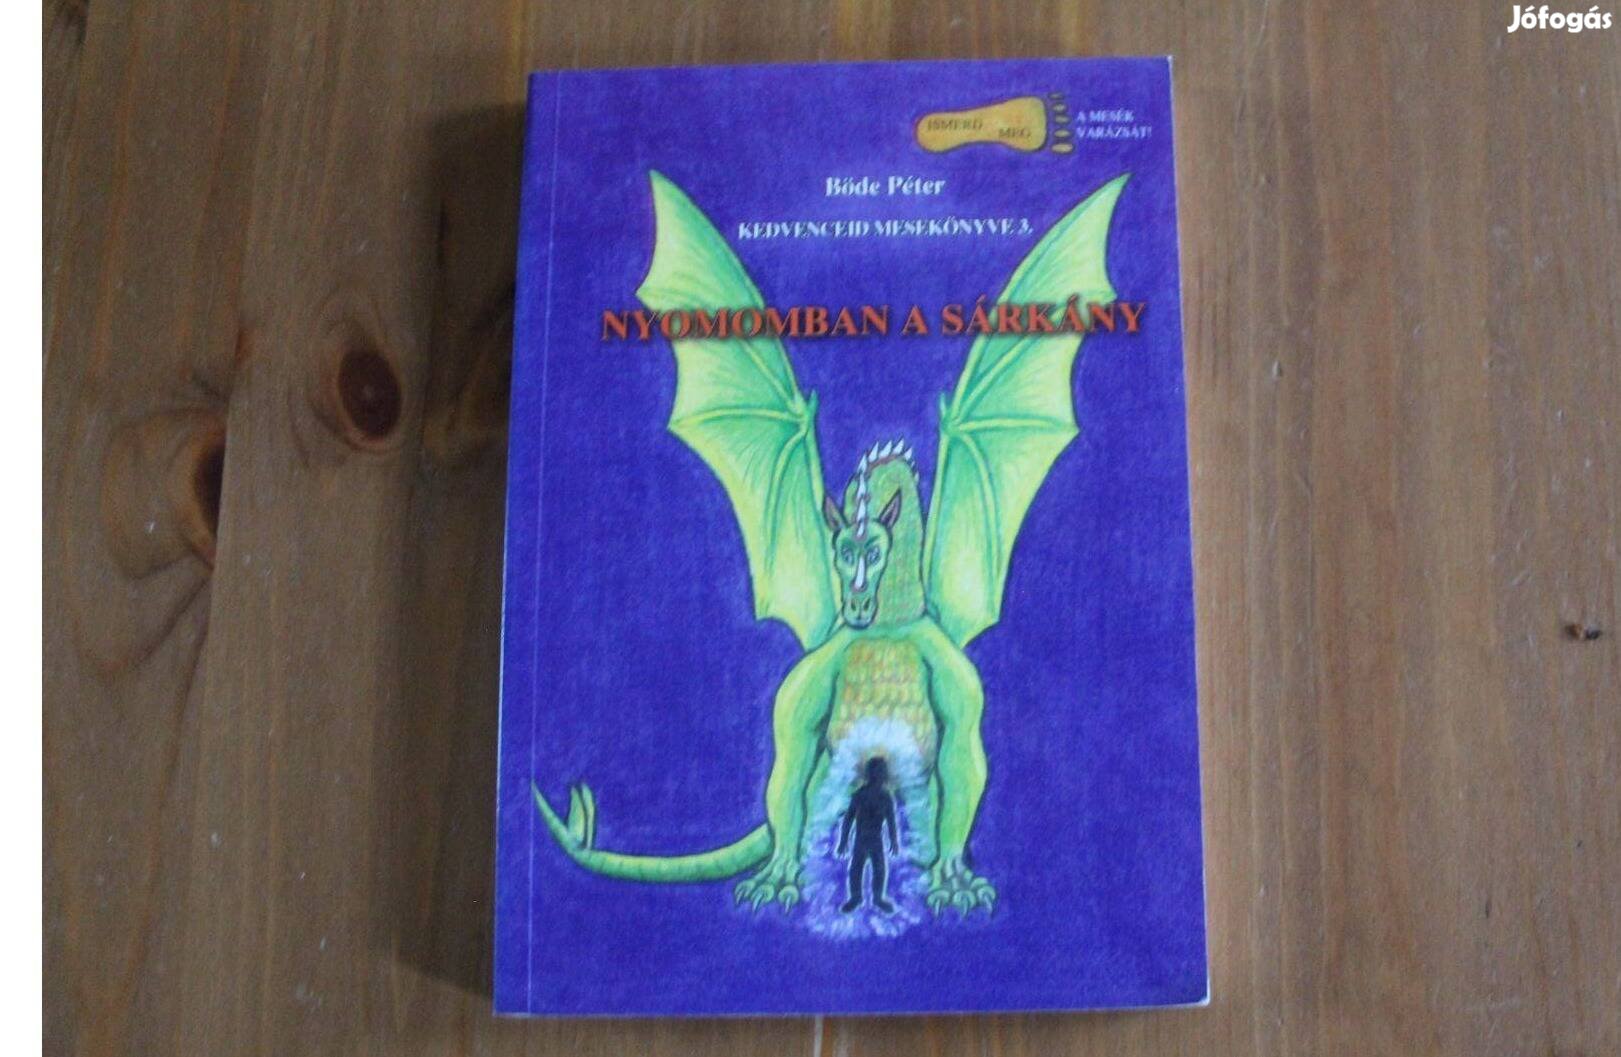 Jófogás
ISMERD MEG
A MESÉK
VARÁZSÁT!
Böde Péter
KEDVENCEID MESEKÖNYVE 3.
NYOMOMBAN A SÁRKÁNY